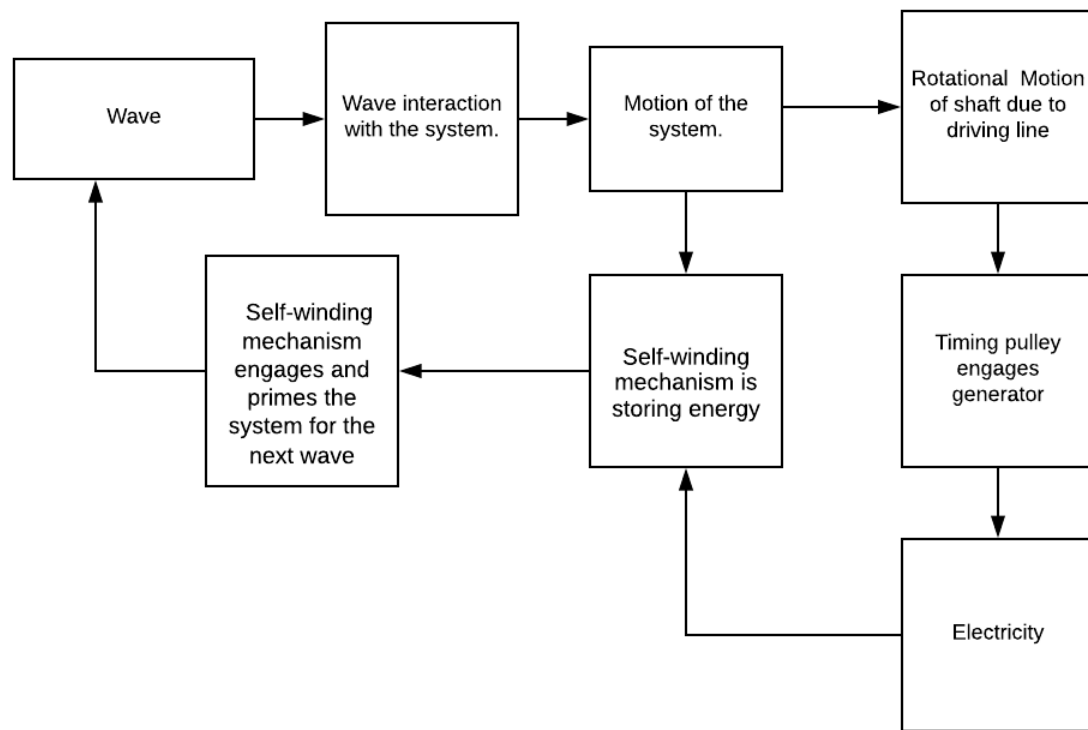 Wave
Wave interaction
with the system.
Motion of the
system.
Rotational Motion
of shaft due to
driving line
Self-winding
mechanism
engages and
primes the
system for the
next wave
Self-winding
mechanism is
storing energy
Timing pulley
engages
generator
Electricity